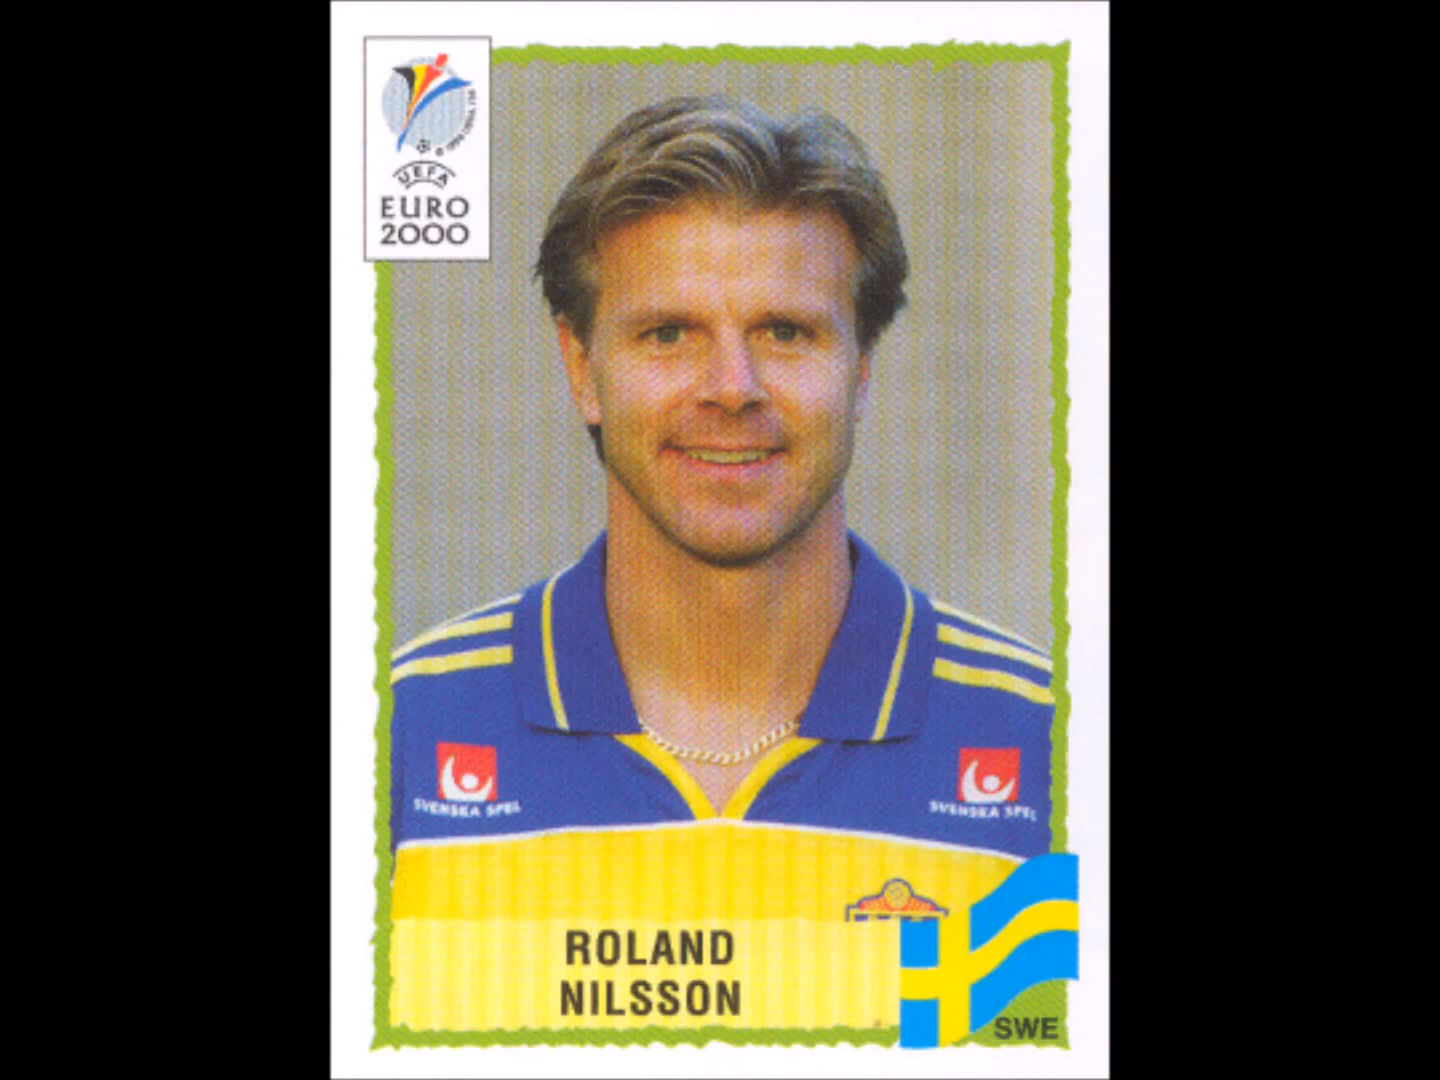 UEFA
EURO
2000
SVENSKA SPEL
SVENSKA SPEL
ROLAND
NILSSON
SWE